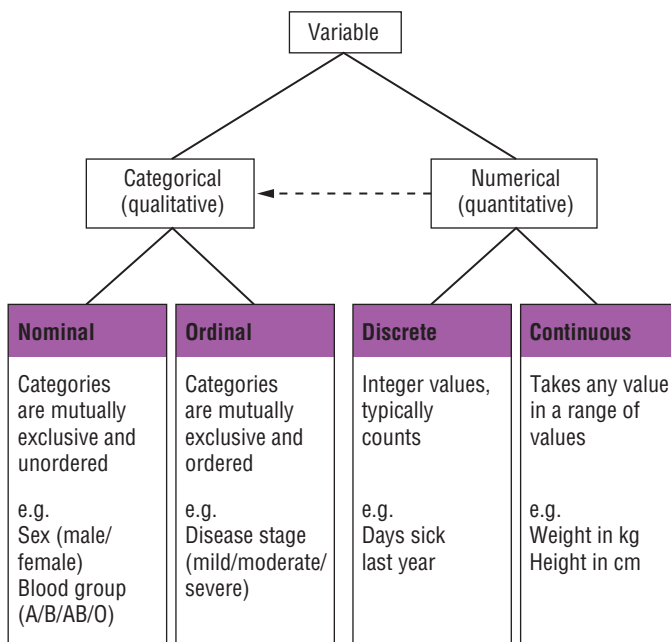 Variable
Categorical
(qualitative)
Numerical
(quantitative)
Nominal
Categories
are mutually
exclusive and
unordered
e.g.
Sex (male/
female)
Blood group
(A/B/AB/O)
Ordinal
Categories
are mutually
exclusive and
ordered
e.g.
Disease stage
(mild/moderate/
severe)
Discrete
Integer values,
typically
counts
e.g.
Days sick
last year
Continuous
Takes any value
in a range of
values
e.g.
Weight in kg
Height in cm